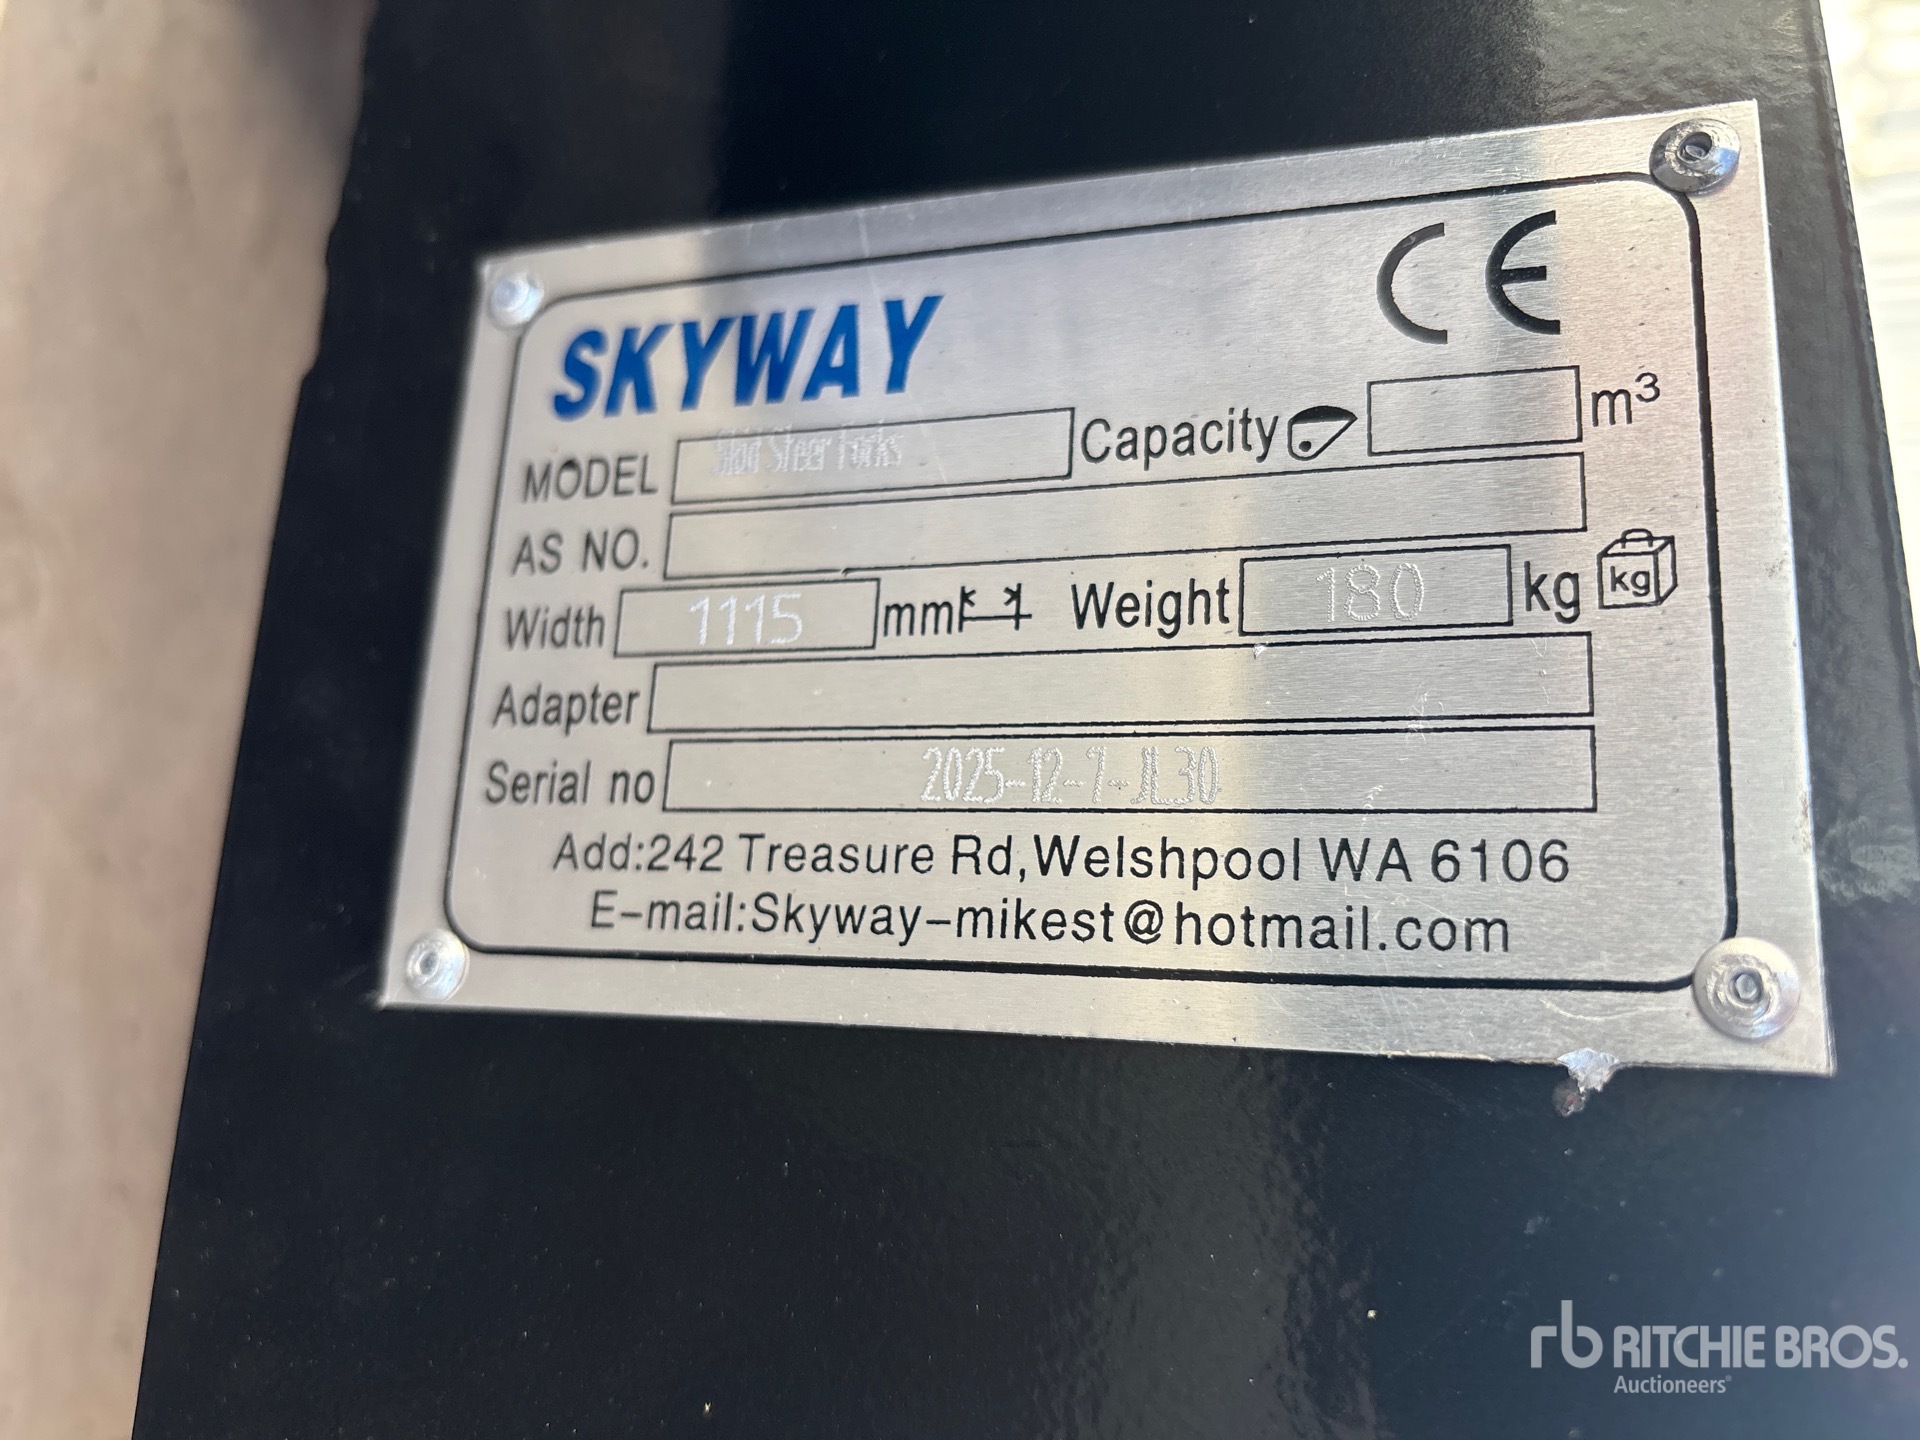 SKYWAY CE
MODEL Skid Steer Forks Capacity m³
AS NO.
Width 1115 mm Weight 180 kg kg
Adapter
Serial no 2025-12-7-JL30
Add:242 Treasure Rd,Welshpool WA 6106
E-mail:Skyway-mikest@hotmail.com
rb RITCHIE BROS.
Auctioneers